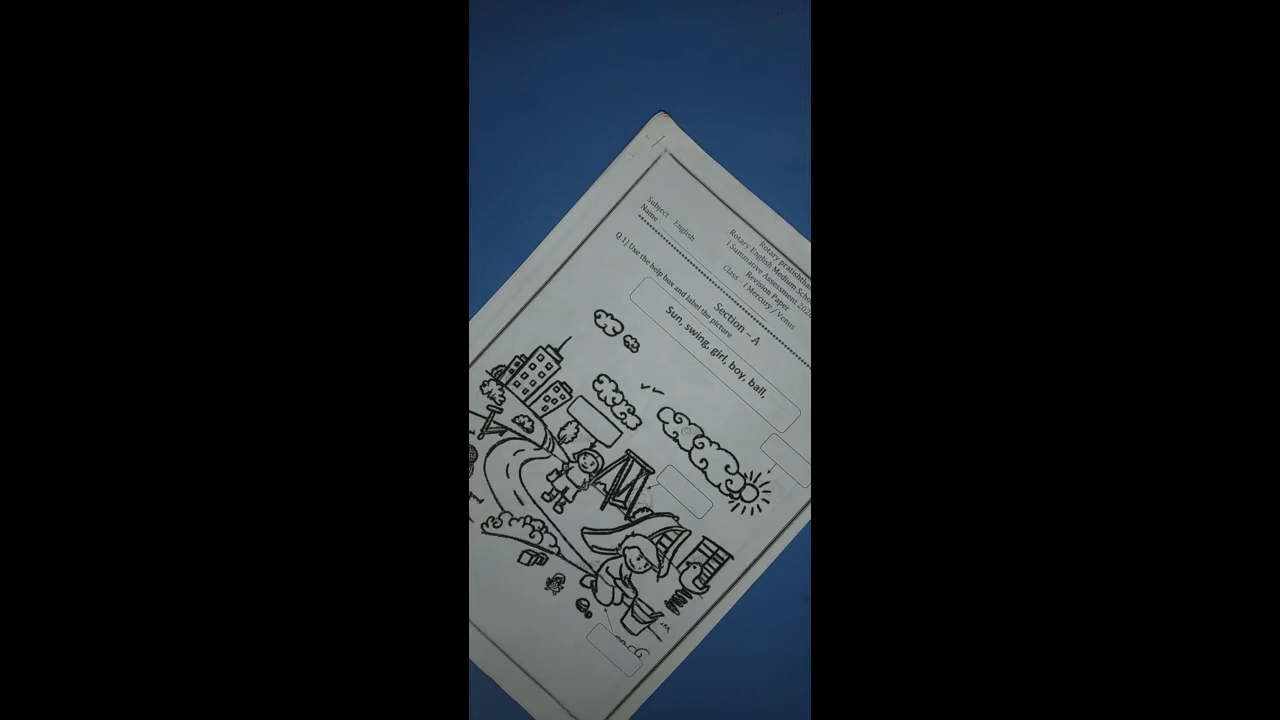 Rotary pratishthan
Rotary English Medium School
I Summative Assessment
Revision Paper
Subject - English
Class - I Mercury / Venus
Name
Section – A
Q.1] Use the help box and label the picture
Sun, swing, girl, boy, ball,